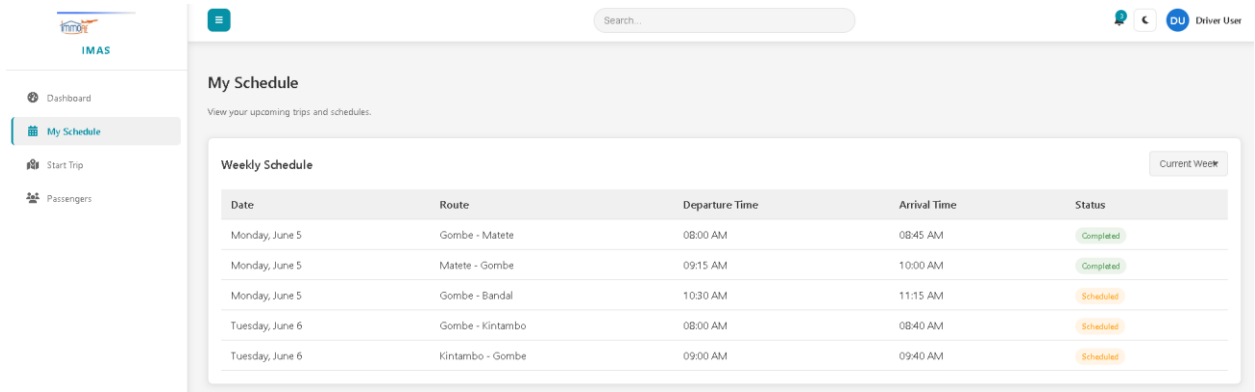 IMAS
Search...
DU Driver User
Dashboard
My Schedule
Start Trip
Passengers
My Schedule
View your upcoming trips and schedules.
Weekly Schedule
Current Week
Date Route Departure Time Arrival Time Status
Monday, June 5 Gombe - Matete 08:00 AM 08:45 AM Completed
Monday, June 5 Matete - Gombe 09:15 AM 10:00 AM Completed
Monday, June 5 Gombe - Bandal 10:30 AM 11:15 AM Scheduled
Tuesday, June 6 Gombe - Kintambo 08:00 AM 08:40 AM Scheduled
Tuesday, June 6 Kintambo - Gombe 09:00 AM 09:40 AM Scheduled